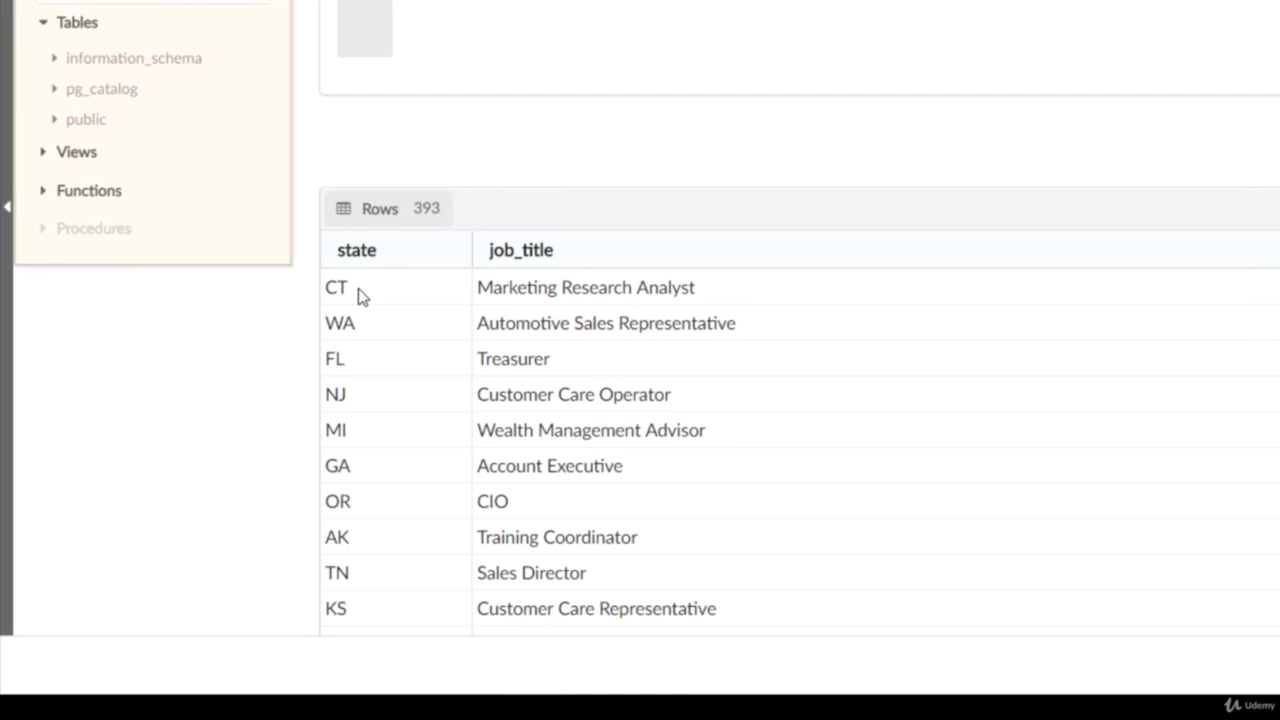 Tables
information_schema
pg_catalog
public
Views
Functions
Procedures
Rows 393
state job_title
CT Marketing Research Analyst
WA Automotive Sales Representative
FL Treasurer
NJ Customer Care Operator
MI Wealth Management Advisor
GA Account Executive
OR CIO
AK Training Coordinator
TN Sales Director
KS Customer Care Representative
Udemy